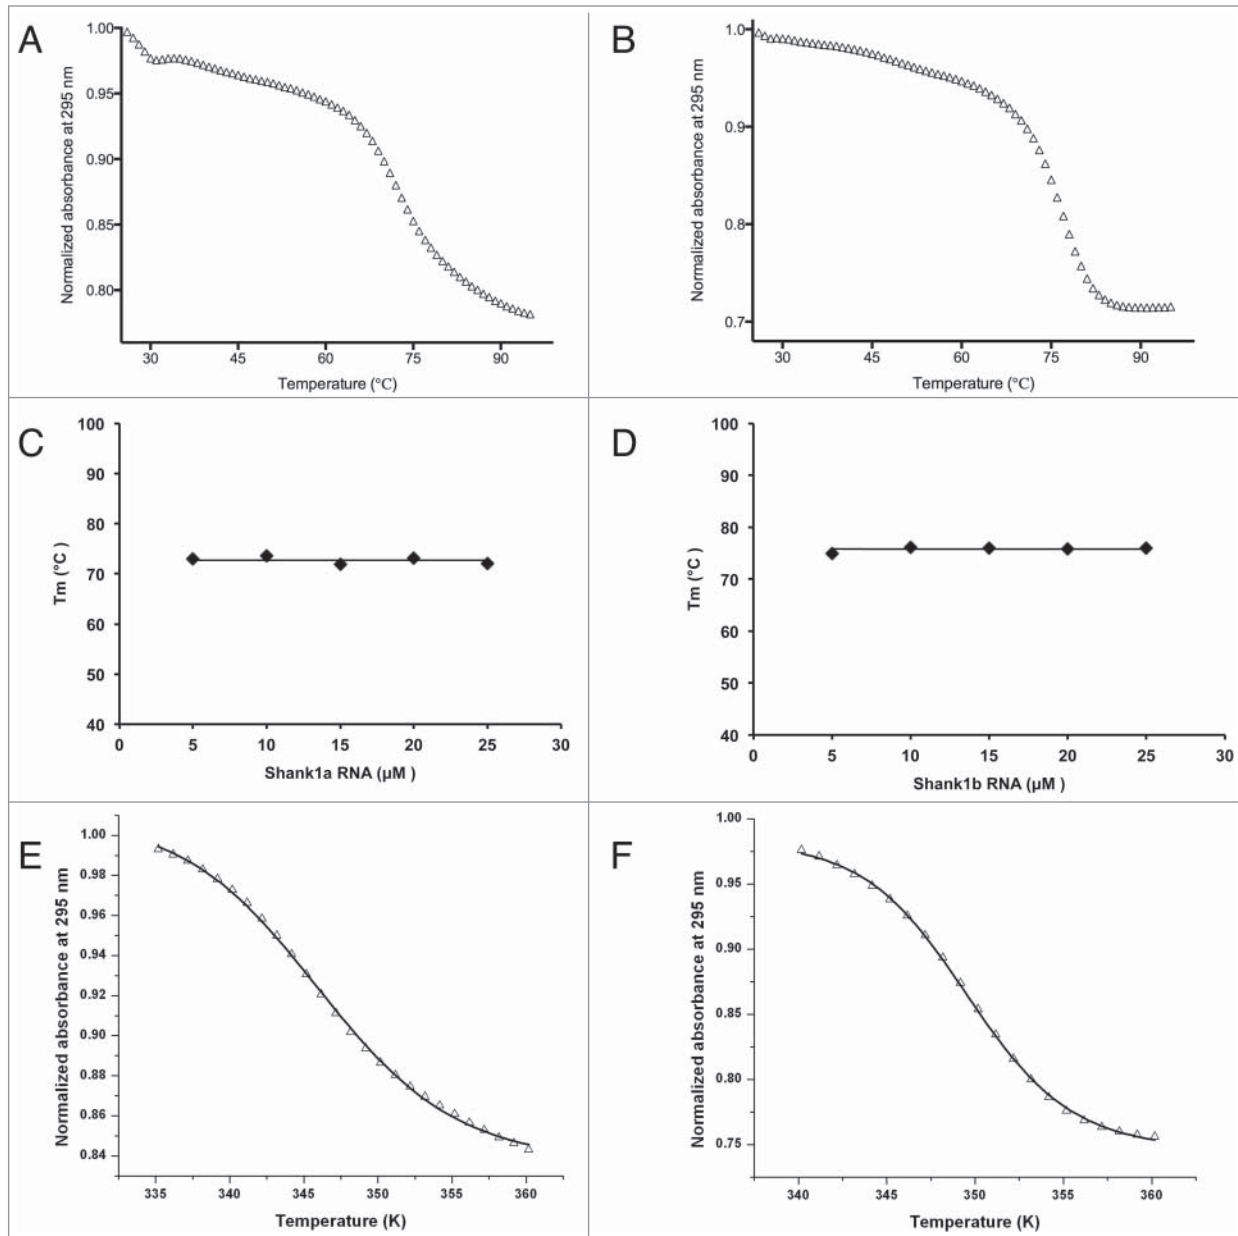 A
1.00
0.95
0.90
0.85
0.80
Normalized absorbance at 295 nm
30 45 60 75 90
Temperature (°C)
B
1.0
0.9
0.8
0.7
Normalized absorbance at 295 nm
30 45 60 75 90
Temperature (°C)
C
100
90
80
70
60
50
40
Tm (°C )
0 5 10 15 20 25 30
Shank1a RNA (µM )
D
100
90
80
70
60
50
40
Tm (°C )
0 5 10 15 20 25 30
Shank1b RNA (µM )
E
1.00
0.98
0.96
0.94
0.92
0.90
0.88
0.86
0.84
Normalized absorbance at 295 nm
335 340 345 350 355 360
Temperature (K)
F
1.00
0.95
0.90
0.85
0.80
0.75
Normalized absorbance at 295 nm
340 345 350 355 360
Temperature (K)